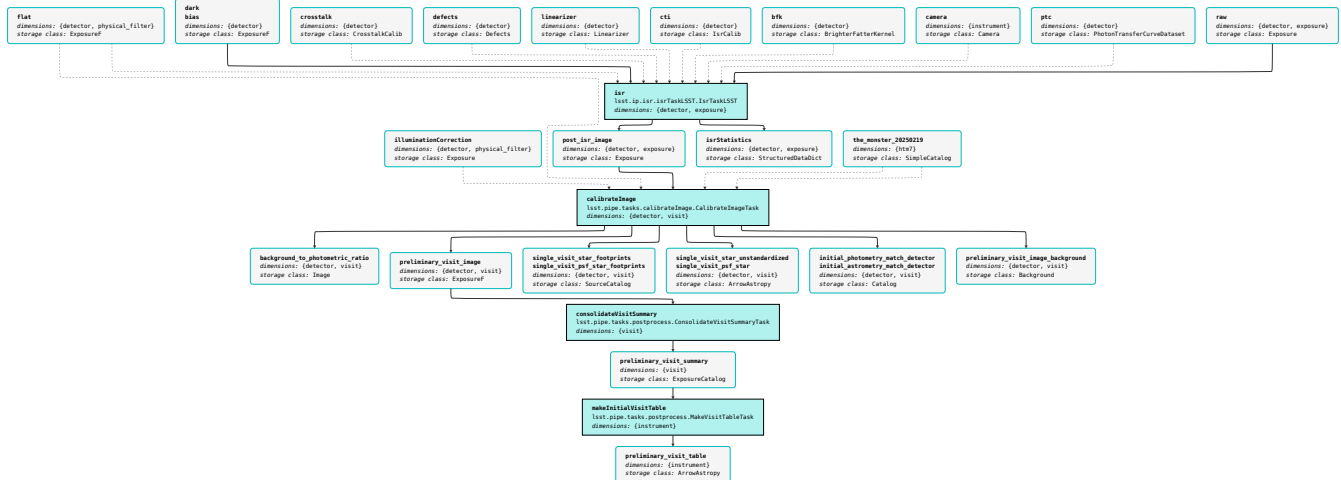 flat
dimensions: {detector, physical_filter}
storage class: ExposureF
dark
bias
dimensions: {detector}
storage class: ExposureF
crosstalk
dimensions: {detector}
storage class: CrosstalkCalib
defects
dimensions: {detector}
storage class: Defects
linearizer
dimensions: {detector}
storage class: Linearizer
cti
dimensions: {detector}
storage class: IsrCalib
bfk
dimensions: {detector}
storage class: BrighterFatterKernel
camera
dimensions: {instrument}
storage class: Camera
ptc
dimensions: {detector}
storage class: PhotonTransferCurveDataset
raw
dimensions: {detector, exposure}
storage class: Exposure
isr
lsst.ip.isr.isrTaskLSST.IsrTaskLSST
dimensions: {detector, exposure}
illuminationCorrection
dimensions: {detector, physical_filter}
storage class: Exposure
post_isr_image
dimensions: {detector, exposure}
storage class: Exposure
isrStatistics
dimensions: {detector, exposure}
storage class: StructuredDataDict
the_monster_20250219
dimensions: {htm7}
storage class: SimpleCatalog
calibrateImage
lsst.pipe.tasks.calibrateImage.CalibrateImageTask
dimensions: {detector, visit}
background_to_photometric_ratio
dimensions: {detector, visit}
storage class: Image
preliminary_visit_image
dimensions: {detector, visit}
storage class: ExposureF
single_visit_star_footprints
single_visit_psf_star_footprints
dimensions: {detector, visit}
storage class: SourceCatalog
single_visit_star_unstandardized
single_visit_psf_star
dimensions: {detector, visit}
storage class: ArrowAstropy
initial_photometry_match_detector
initial_astrometry_match_detector
dimensions: {detector, visit}
storage class: Catalog
preliminary_visit_image_background
dimensions: {detector, visit}
storage class: Background
consolidateVisitSummary
lsst.pipe.tasks.postprocess.ConsolidateVisitSummaryTask
dimensions: {visit}
preliminary_visit_summary
dimensions: {visit}
storage class: ExposureCatalog
makeInitialVisitTable
lsst.pipe.tasks.postprocess.MakeVisitTableTask
dimensions: {instrument}
preliminary_visit_table
dimensions: {instrument}
storage class: ArrowAstropy